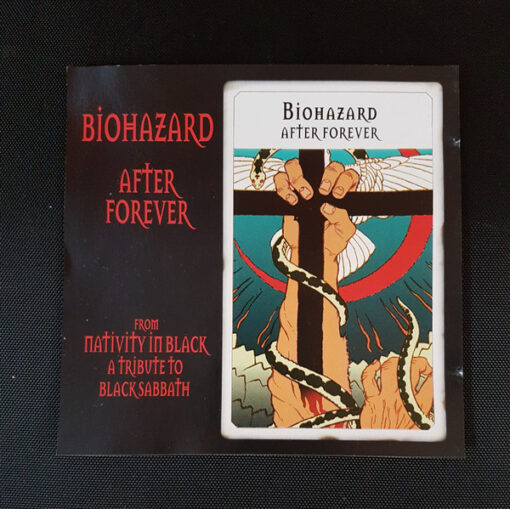 BIOHAZARD
AFTER
FOREVER
FROM
NATIVITY IN BLACK
A TRIBUTE TO
BLACK SABBATH
BIOHAZARD
AFTER FOREVER